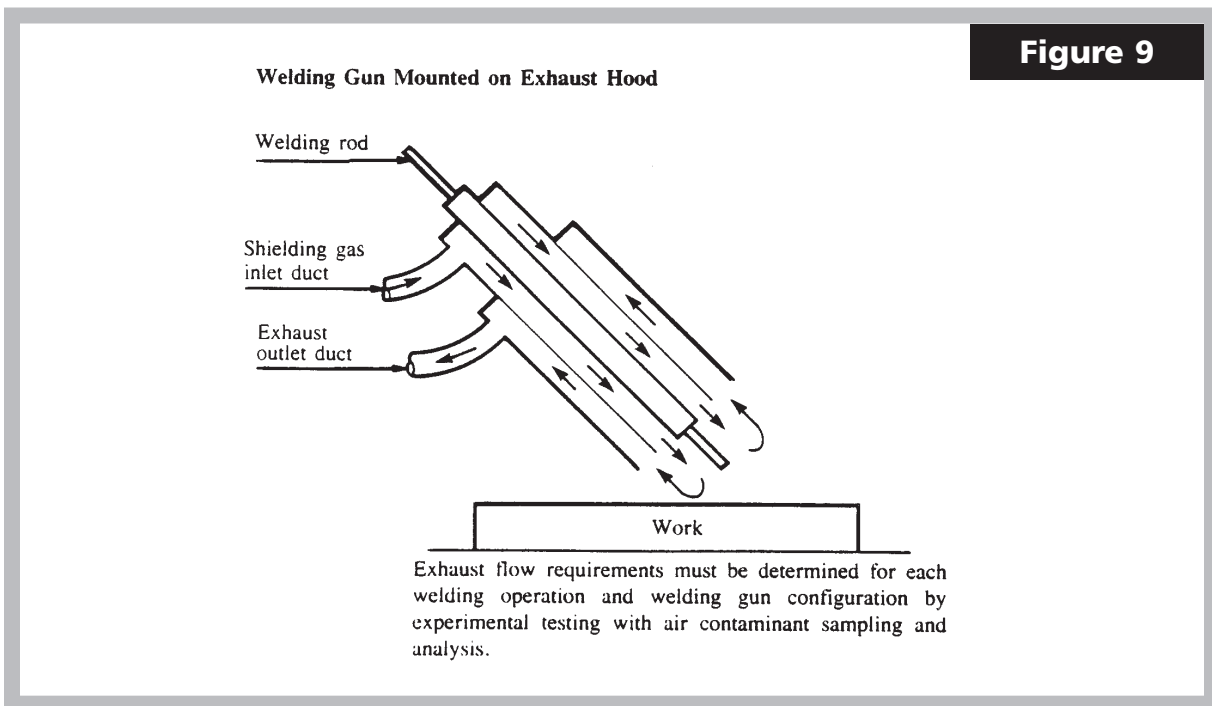 Figure 9
Welding Gun Mounted on Exhaust Hood
Welding rod
Shielding gas
inlet duct
Exhaust
outlet duct
Work
Exhaust flow requirements must be determined for each
welding operation and welding gun configuration by
experimental testing with air contaminant sampling and
analysis.